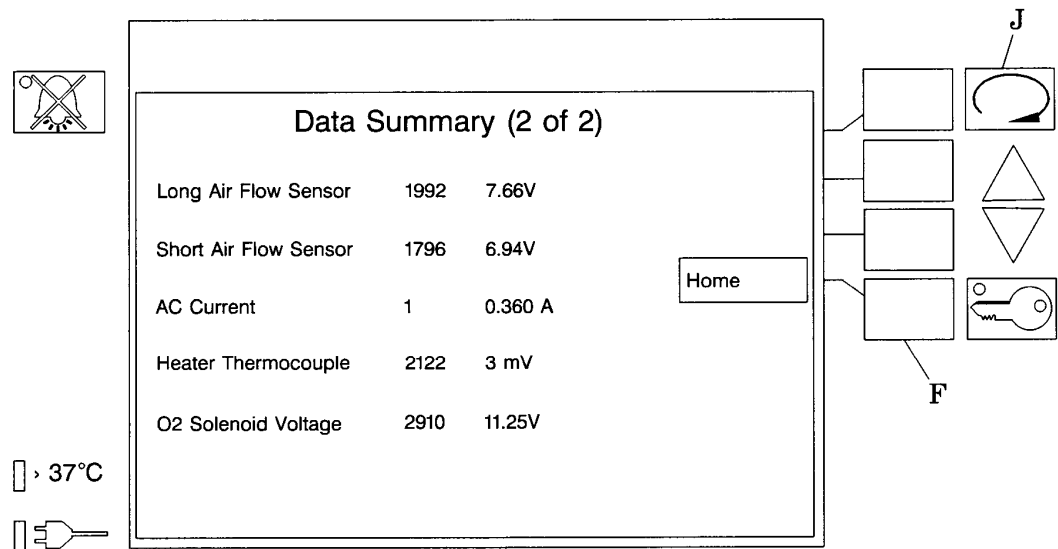 J
Data Summary (2 of 2)
Long Air Flow Sensor 1992 7.66V
Short Air Flow Sensor 1796 6.94V
Home
AC Current 1 0.360 A
Heater Thermocouple 2122 3 mV
F
O2 Solenoid Voltage 2910 11.25V
› 37°C